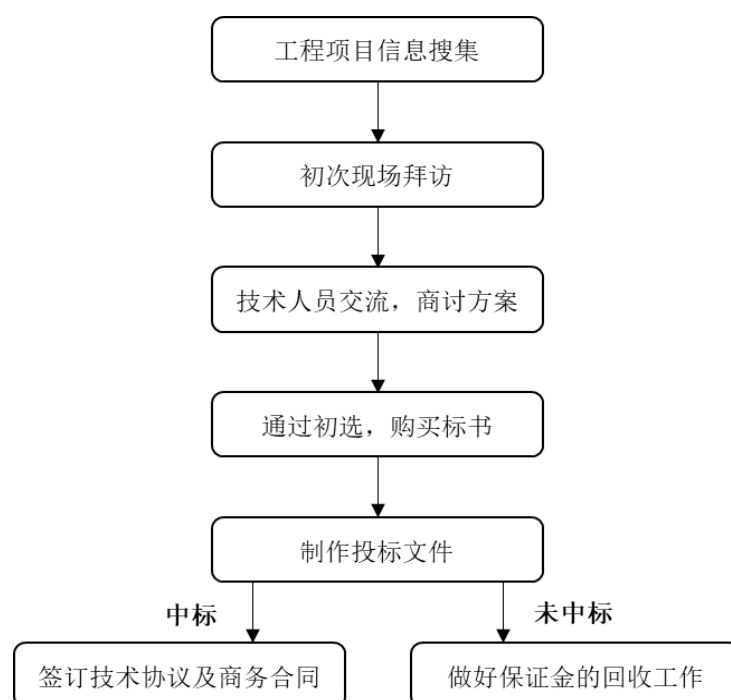 工程项目信息搜集
初次现场拜访
技术人员交流，商讨方案
通过初选，购买标书
制作投标文件
中标
未中标
签订技术协议及商务合同
做好保证金的回收工作